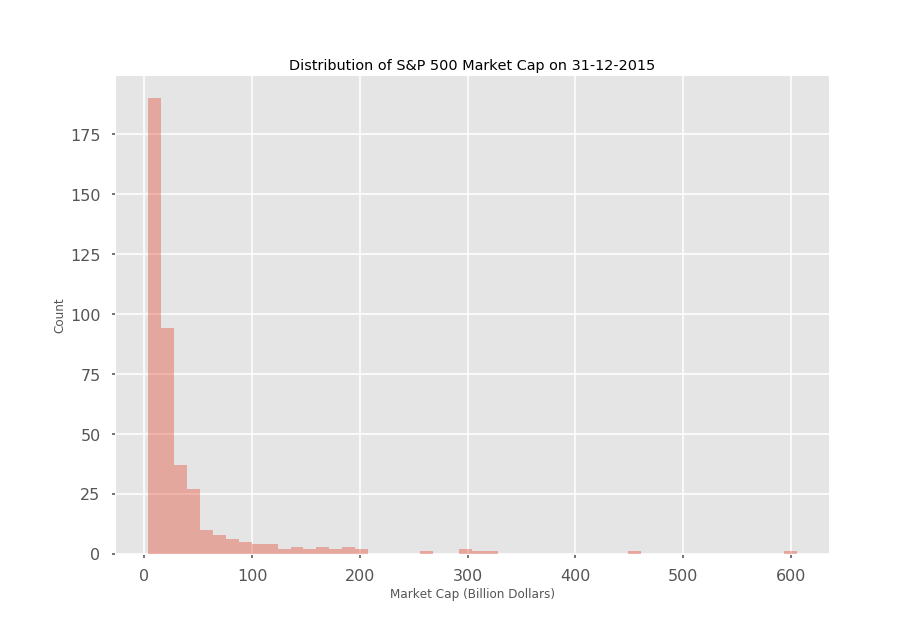 Distribution of S&P 500 Market Cap on 31-12-2015
175
150
125
100
75
50
25
0
Count
0 100 200 300 400 500 600
Market Cap (Billion Dollars)